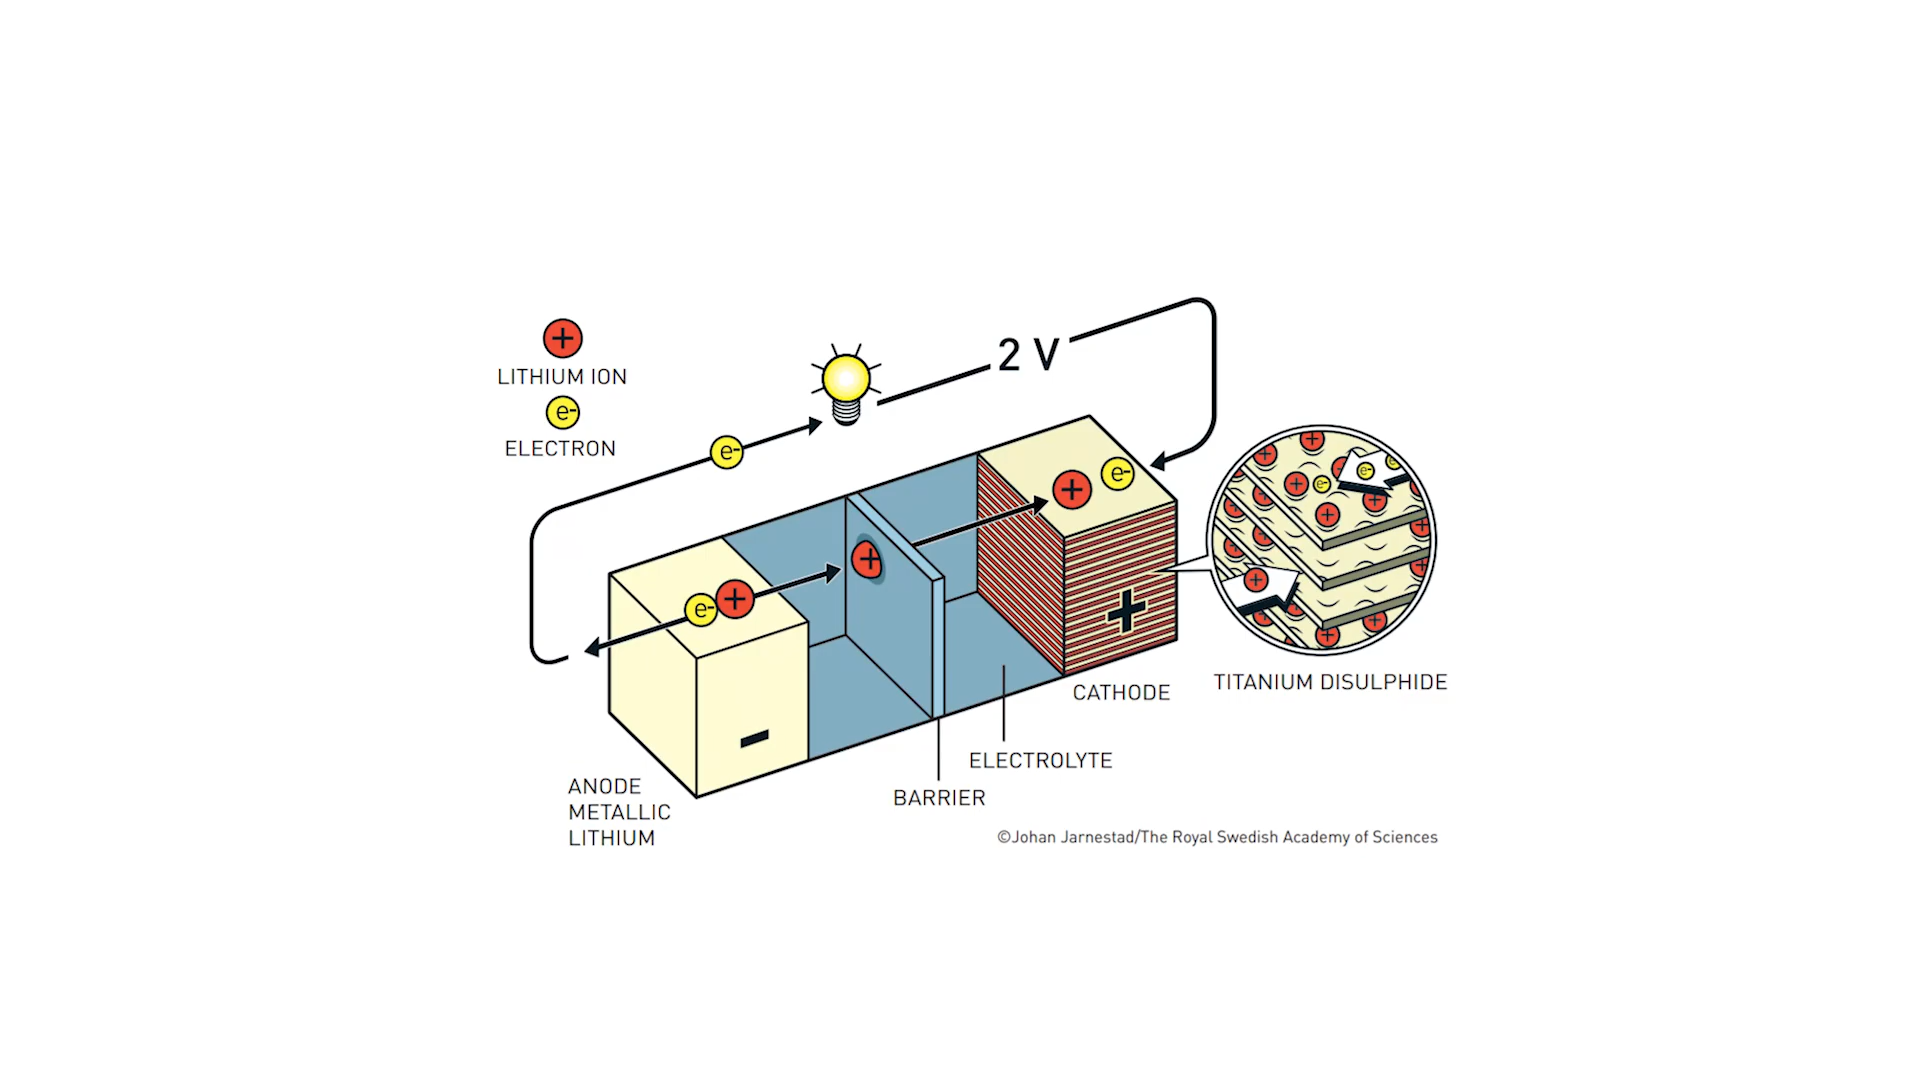 +
LITHIUM ION
e-
ELECTRON
e-
2 V
e-
+
+
+
e-
+
-
ANODE
METALLIC
LITHIUM
BARRIER
ELECTROLYTE
CATHODE
TITANIUM DISULPHIDE
©Johan Jarnestad/The Royal Swedish Academy of Sciences